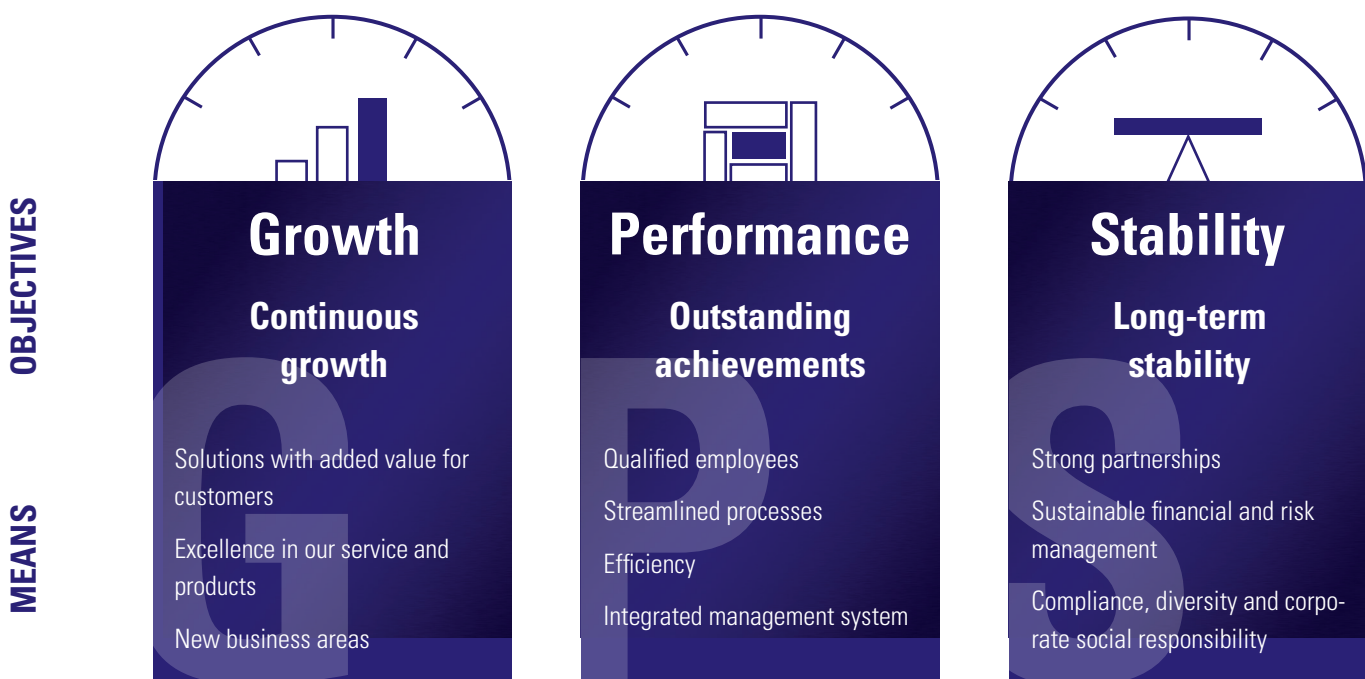 OBJECTIVES
MEANS
Growth
Continuous
growth
Solutions with added value for
customers
Excellence in our service and
products
New business areas
G
Performance
Outstanding
achievements
Qualified employees
Streamlined processes
Efficiency
Integrated management system
P
Stability
Long-term
stability
Strong partnerships
Sustainable financial and risk
management
Compliance, diversity and corpo-
rate social responsibility
S